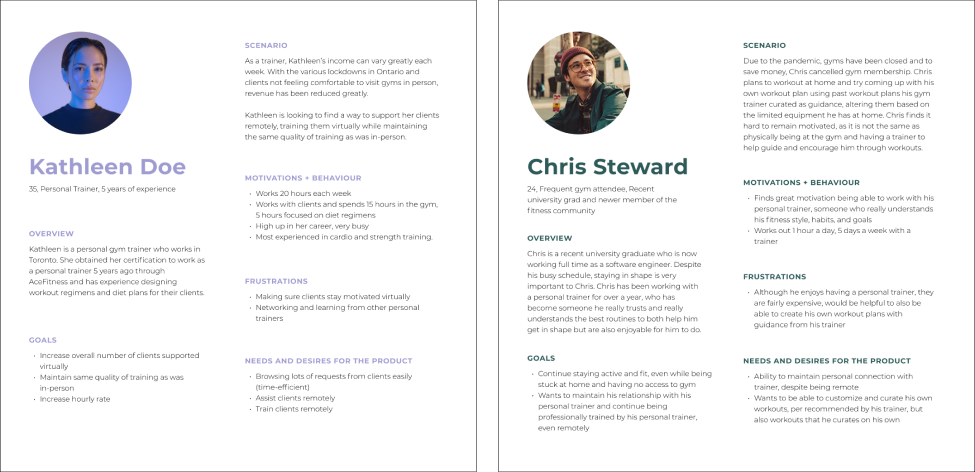 Kathleen Doe
35, Personal Trainer, 5 years of experience
OVERVIEW
Kathleen is a personal gym trainer who works in
Toronto. She obtained her certification to work as
a personal trainer 5 years ago through
AceFitness and has experience designing
workout regimens and diet plans for their clients.
GOALS
• Increase overall number of clients supported
virtually
• Maintain same quality of training as was
in-person
• Increase hourly rate
SCENARIO
As a trainer, Kathleen's income can vary greatly each
week. With the various lockdowns in Ontario and
clients not feeling comfortable to visit gyms in person,
revenue has been reduced greatly.
Kathleen is looking to find a way to support her clients
remotely, training them virtually while maintaining
the same quality of training as was in-person.
MOTIVATIONS + BEHAVIOUR
• Works 20 hours each week
• Works with clients and spends 15 hours in the gym,
5 hours focused on diet regimens
• High up in her career, very busy
• Most experienced in cardio and strength training.
FRUSTRATIONS
• Making sure clients stay motivated virtually
• Networking and learning from other personal
trainers
NEEDS AND DESIRES FOR THE PRODUCT
• Browsing lots of requests from clients easily
(time-efficient)
• Assist clients remotely
• Train clients remotely
Chris Steward
24, Frequent gym attendee, Recent
university grad and newer member of the
fitness community
OVERVIEW
Chris is a recent university graduate who is now
working full time as a software engineer. Despite
his busy schedule, staying in shape is very
important to Chris. Chris has been working with
a personal trainer for over a year, who has
become someone he really trusts and really
understands the best routines to both help him
get in shape but are also enjoyable for him to do.
GOALS
• Continue staying active and fit, even while being
stuck at home and having no access to gym
• Wants to maintain his relationship with his
personal trainer and continue being
professionally trained by his personal trainer,
even remotely
SCENARIO
Due to the pandemic, gyms have been closed and to
save money, Chris cancelled gym membership. Chris
plans to workout at home and try coming up with his
own workout plan using past workout plans his gym
trainer curated as guidance, altering them based on
the limited equipment he has at home. Chris finds it
hard to remain motivated, as it is not the same as
physically being at the gym and having a trainer to
help guide and encourage him through workouts.
MOTIVATIONS + BEHAVIOUR
• Finds great motivation being able to work with his
personal trainer, someone who really understands
his fitness style, habits, and goals
• Works out 1 hour a day, 5 days a week with a
trainer
FRUSTRATIONS
• Although he enjoys having a personal trainer, they
are fairly expensive, would be helpful to also be
able to create his own workout plans with
guidance from his trainer
NEEDS AND DESIRES FOR THE PRODUCT
• Ability to maintain personal connection with
trainer, despite being remote
• Wants to be able to customize and curate his own
workouts, per recommended by his trainer, but
also workouts that he curates on his own